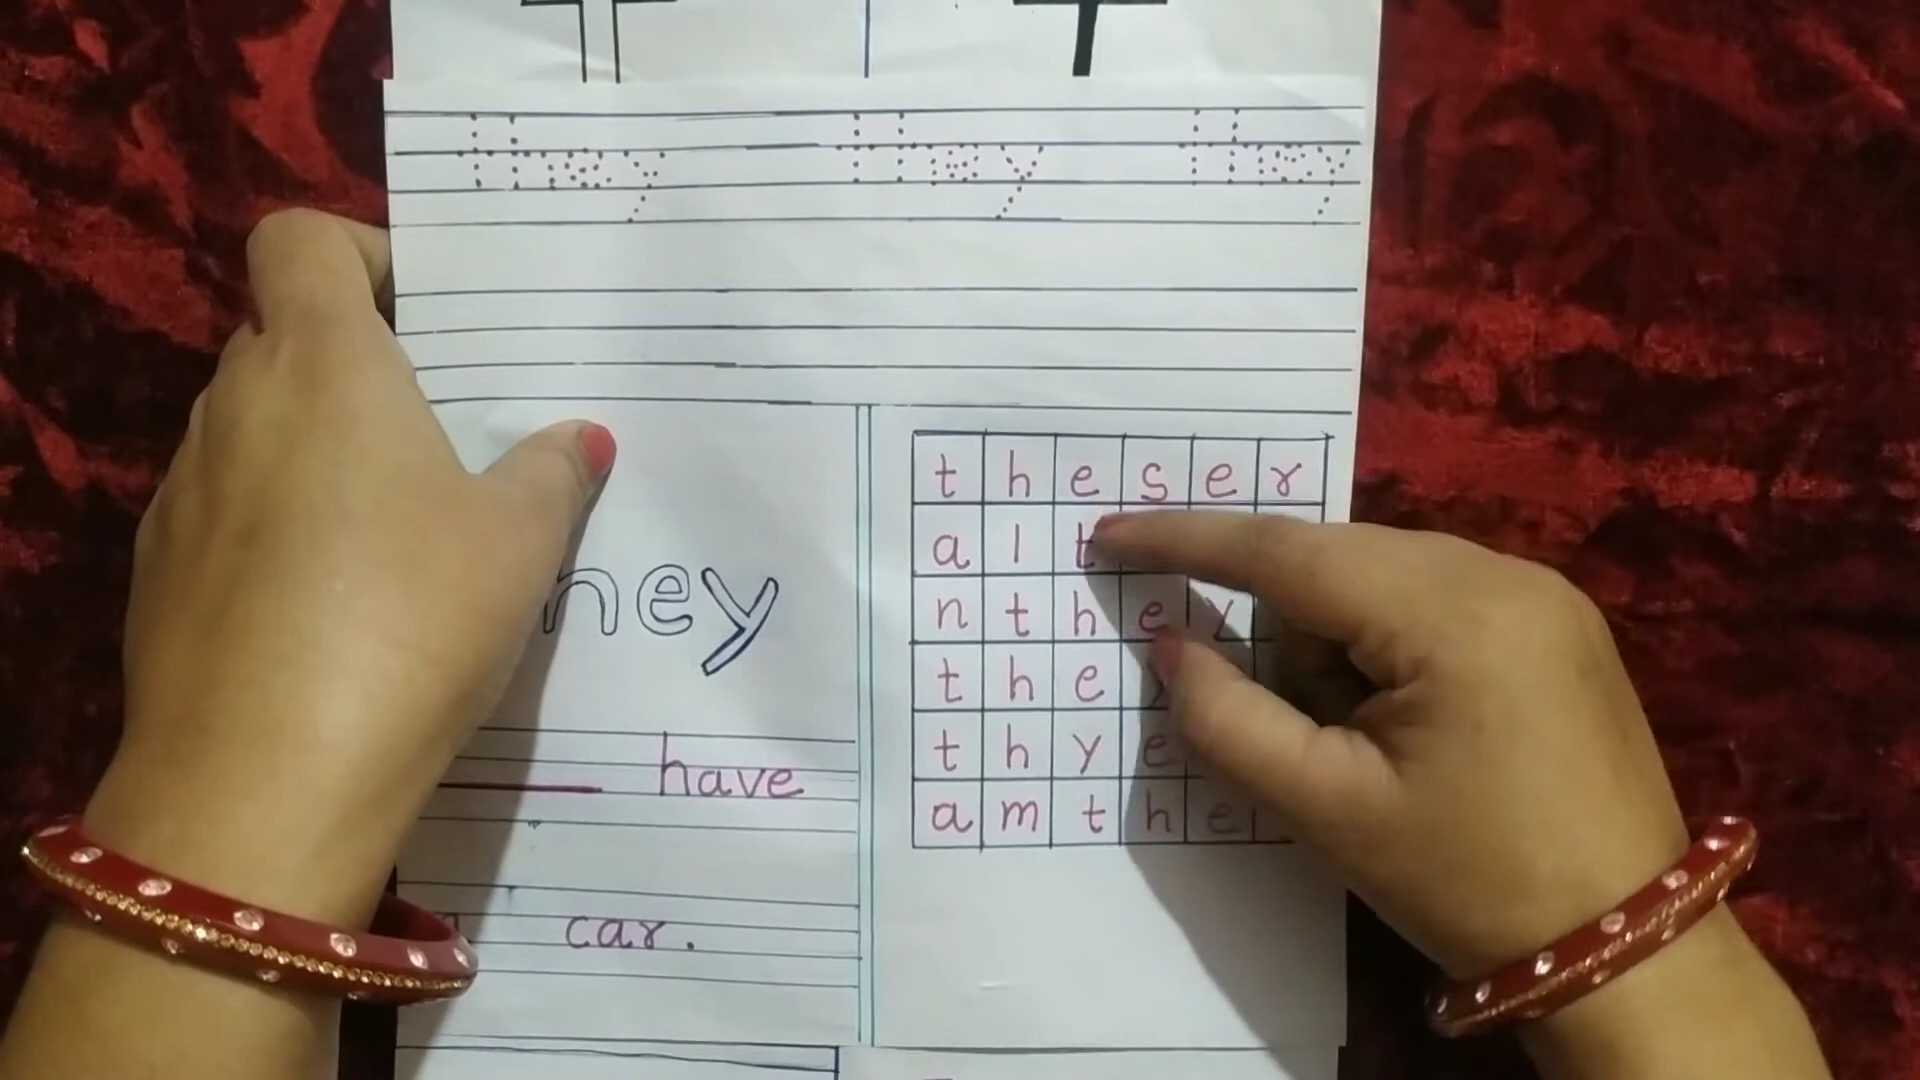 they they they
hey
have
car.
t h e s e r
a l t
n t h e y
t h e y
t h y e
a m t h e